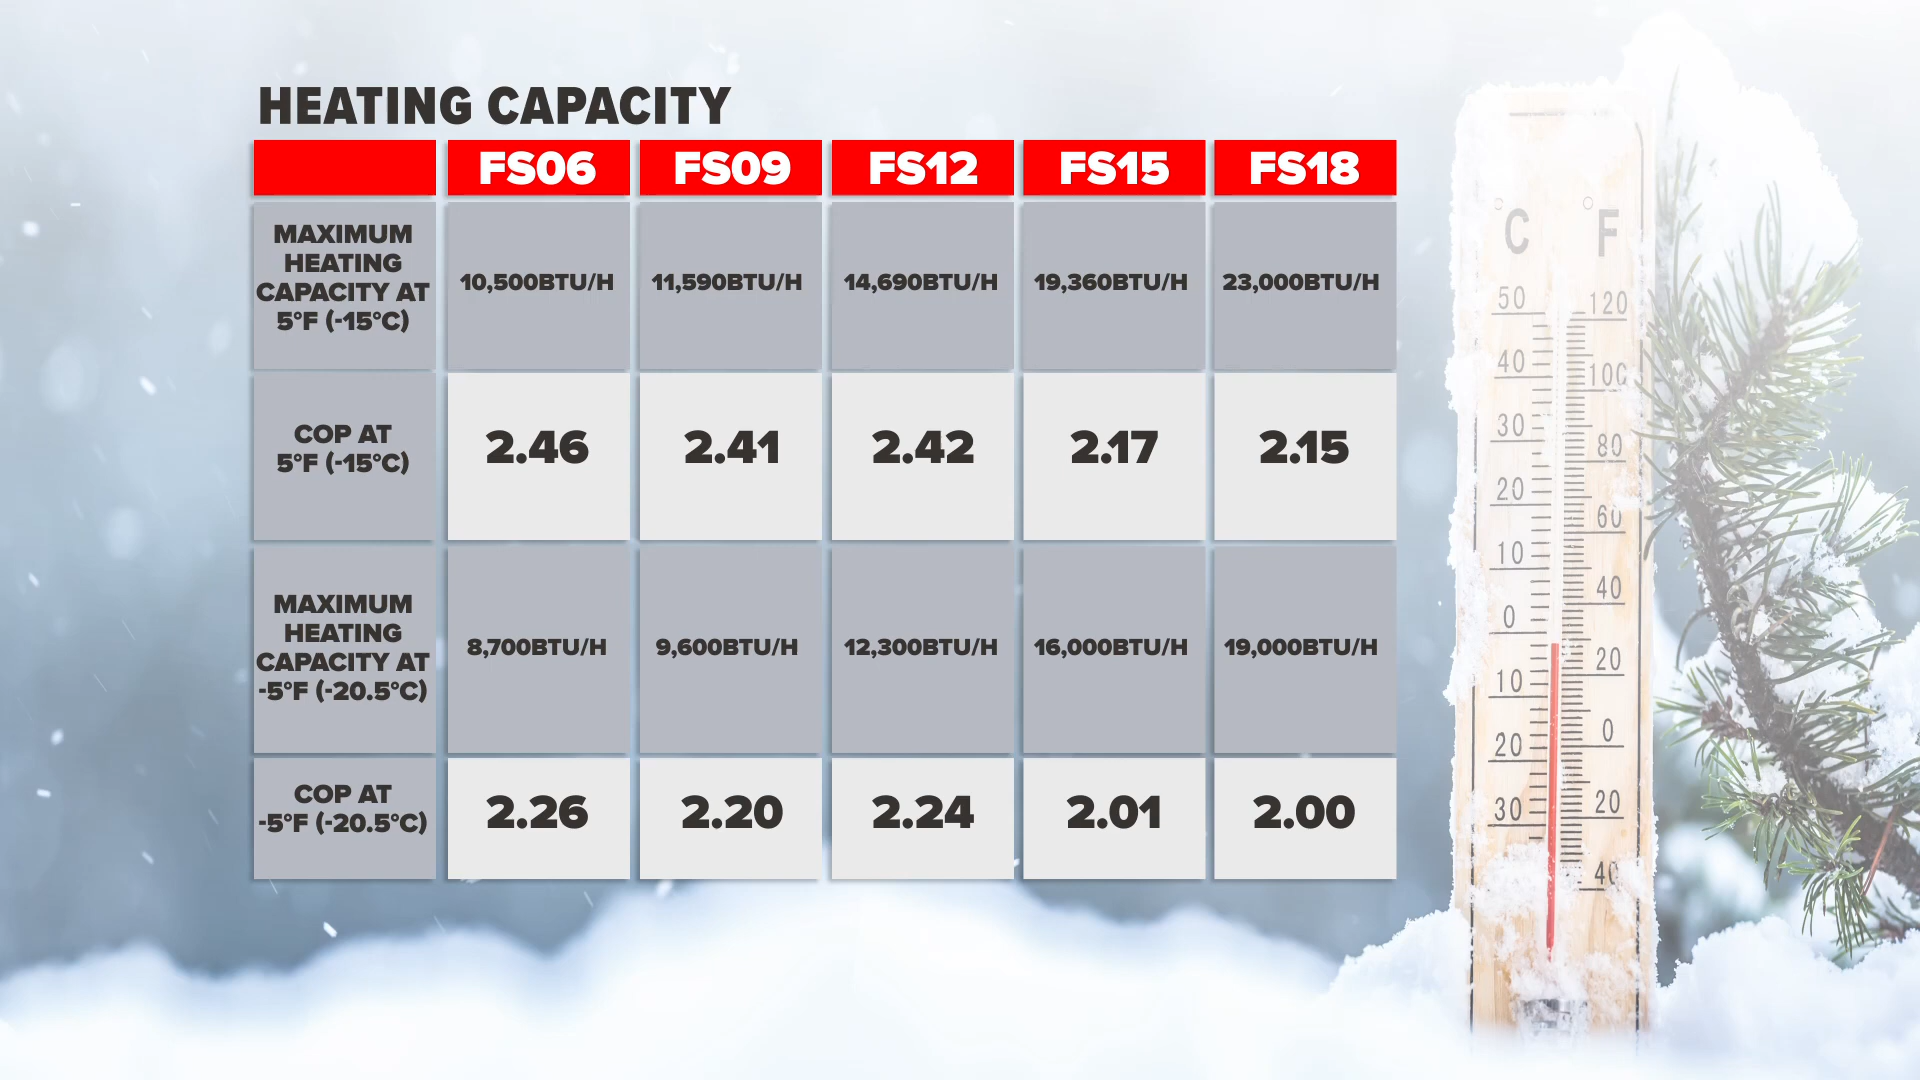 HEATING CAPACITY
FS06 FS09 FS12 FS15 FS18
MAXIMUM
HEATING
CAPACITY AT
5°F (-15°C)
10,500BTU/H 11,590BTU/H 14,690BTU/H 19,360BTU/H 23,000BTU/H
COP AT
5°F (-15°C)
2.46 2.41 2.42 2.17 2.15
MAXIMUM
HEATING
CAPACITY AT
-5°F (-20.5°C)
8,700BTU/H 9,600BTU/H 12,300BTU/H 16,000BTU/H 19,000BTU/H
COP AT
-5°F (-20.5°C)
2.26 2.20 2.24 2.01 2.00
°C °F
50 120
40 100
30 80
20 60
10 40
0 20
10 0
20 20
30 40